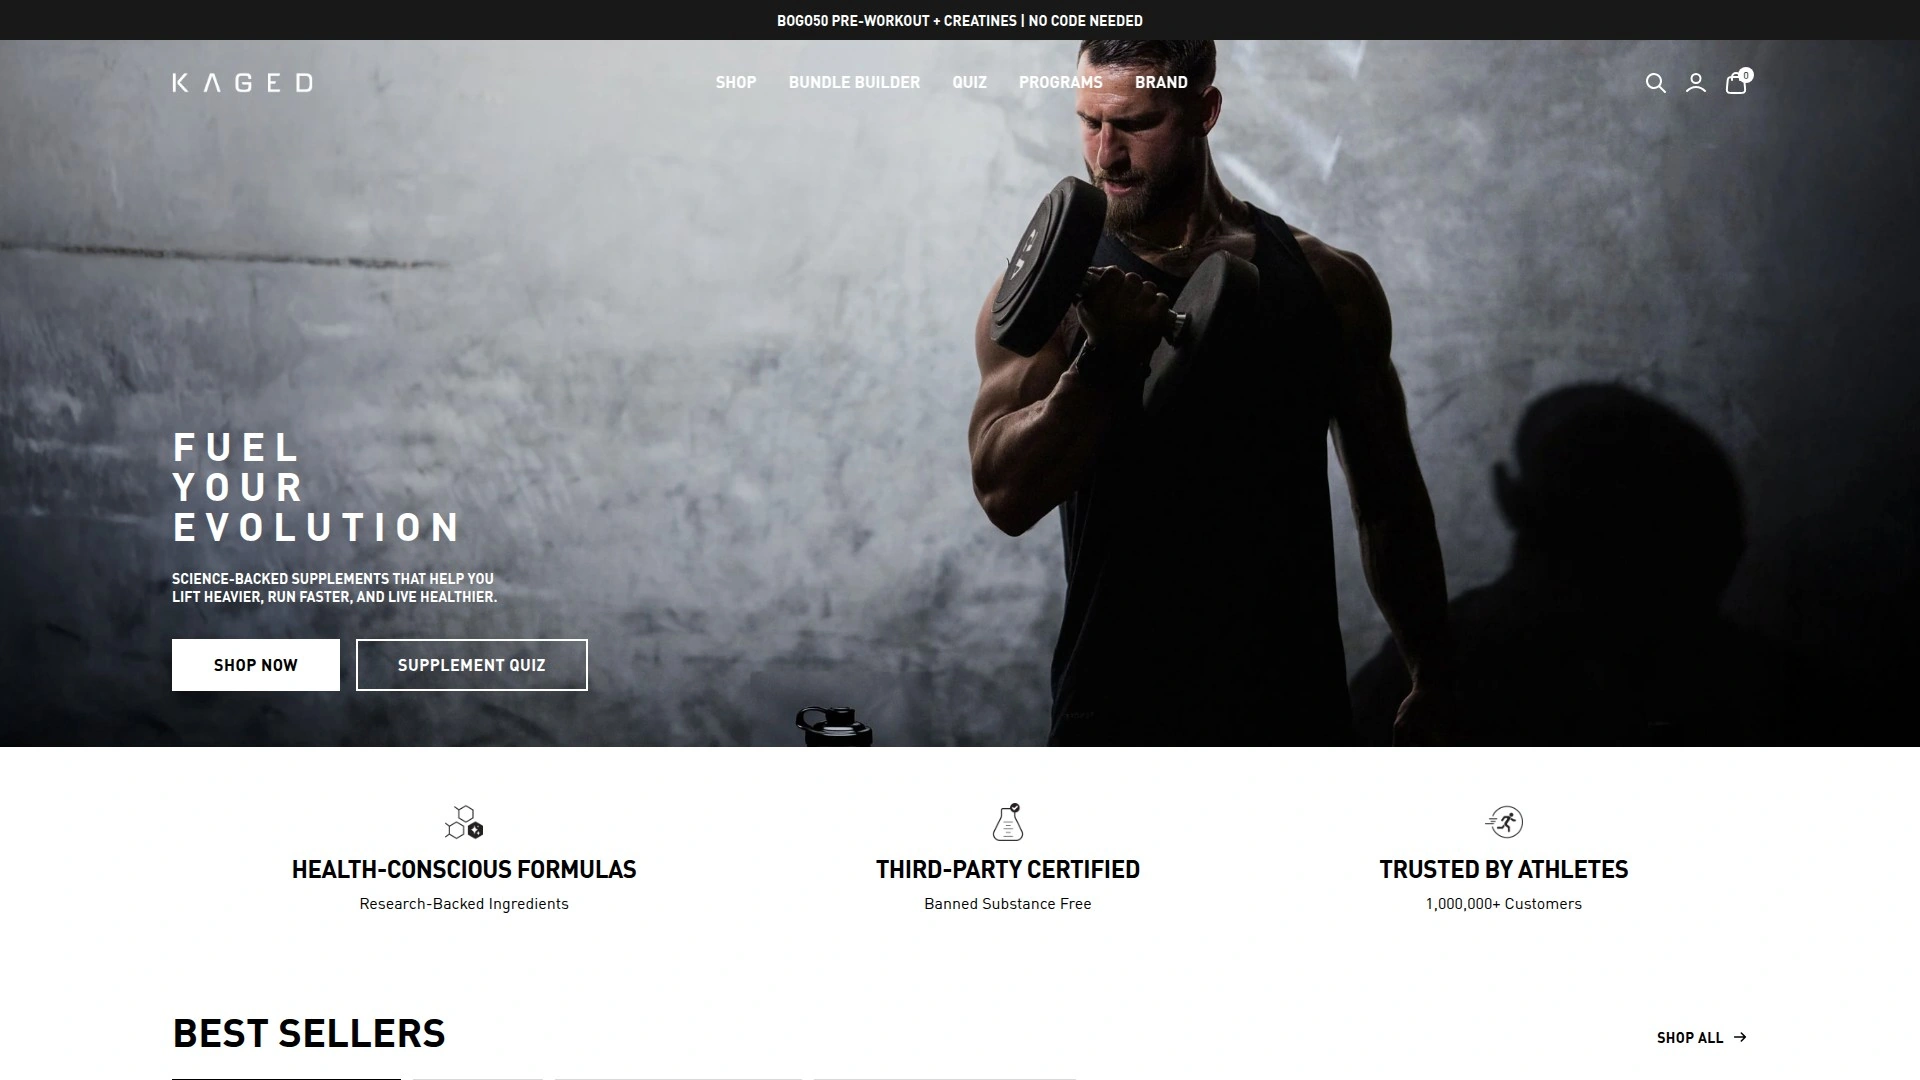 BOGO50 PRE-WORKOUT + CREATINES | NO CODE NEEDED
KAGED
SHOP
BUNDLE BUILDER
QUIZ
PROGRAMS
BRAND
0
FUEL
YOUR
EVOLUTION
SCIENCE-BACKED SUPPLEMENTS THAT HELP YOU
LIFT HEAVIER, RUN FASTER, AND LIVE HEALTHIER.
SHOP NOW
SUPPLEMENT QUIZ
HEALTH-CONSCIOUS FORMULAS
Research-Backed Ingredients
THIRD-PARTY CERTIFIED
Banned Substance Free
TRUSTED BY ATHLETES
1,000,000+ Customers
BEST SELLERS
SHOP ALL